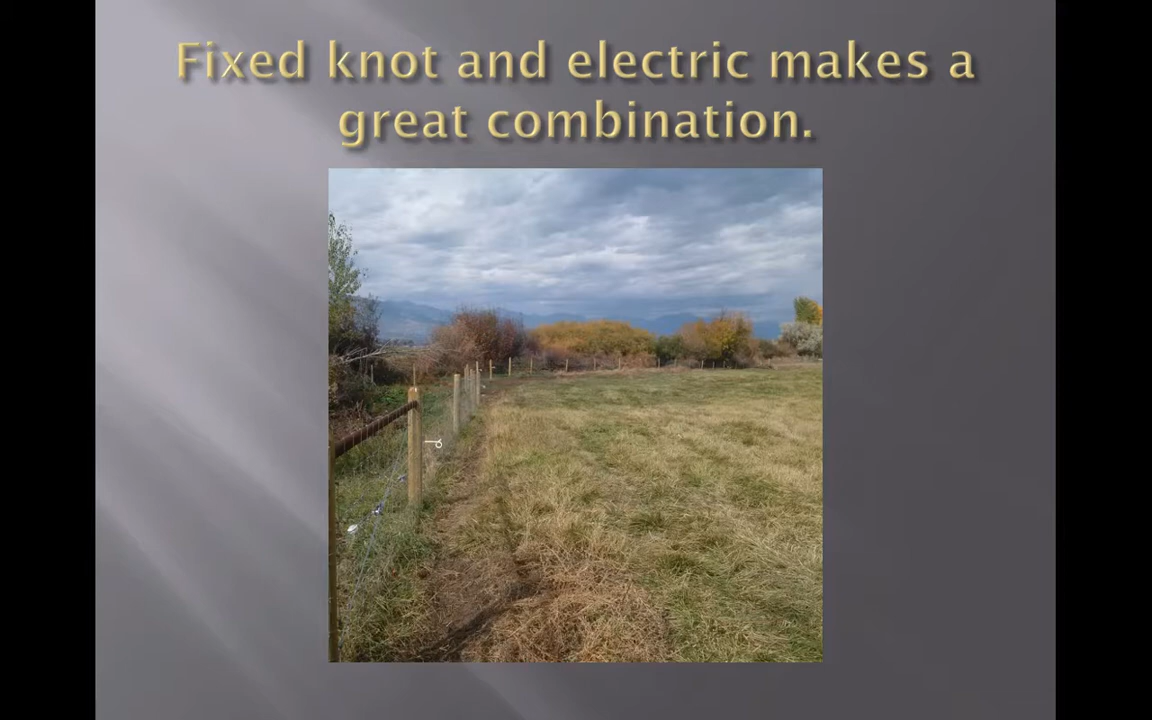 Fixed knot and electric makes a
great combination.